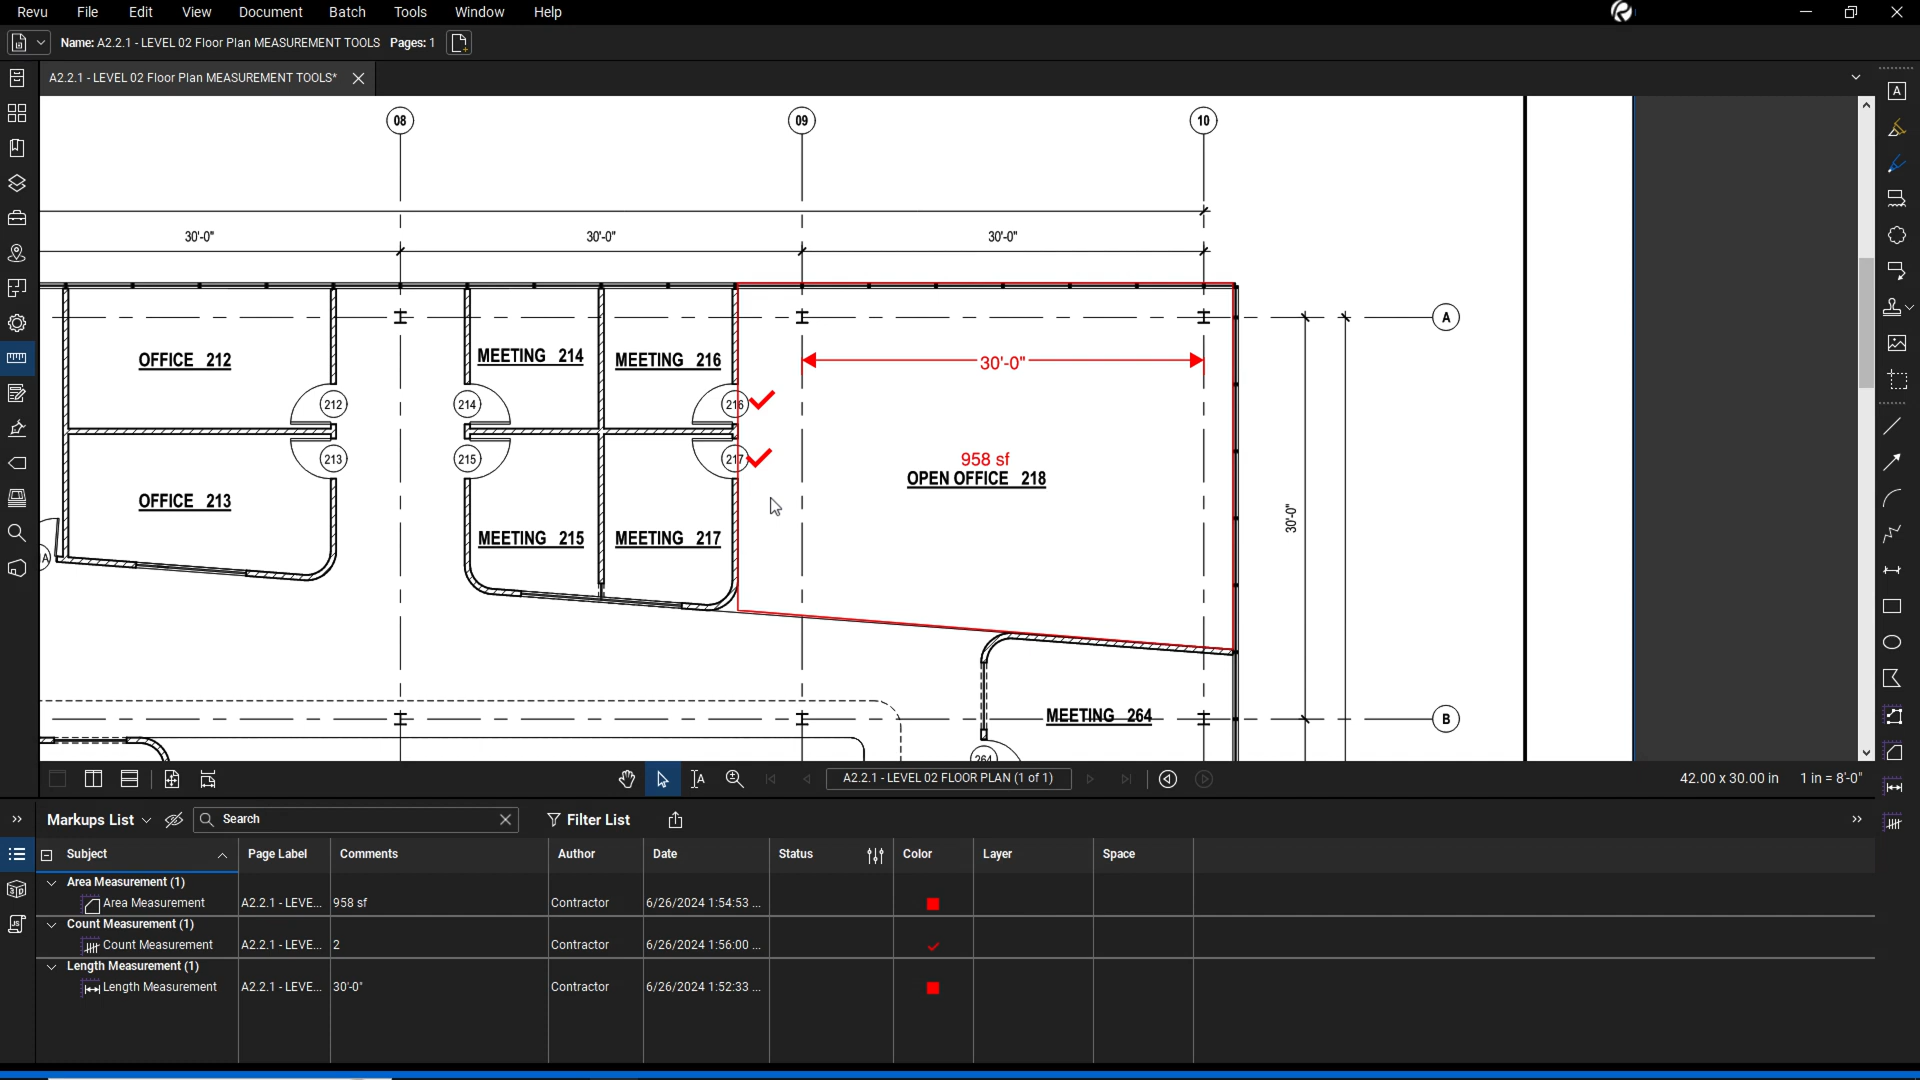 Revu File Edit View Document Batch Tools Window Help
Name: A2.2.1 - LEVEL 02 Floor Plan MEASUREMENT TOOLS Pages: 1
A2.2.1 - LEVEL 02 Floor Plan MEASUREMENT TOOLS*
08 09 10
30'-0" 30'-0" 30'-0"
A
OFFICE 212 MEETING 214 MEETING 216 30'-0"
212 214 216
213 215 217 958 sf
OPEN OFFICE 218
OFFICE 213 30'-0"
MEETING 215 MEETING 217
A
MEETING 264 B
264
A2.2.1 - LEVEL 02 FLOOR PLAN (1 of 1) 42.00 x 30.00 in 1 in = 8'-0"
Markups List Search Filter List
Subject Page Label Comments Author Date Status Color Layer Space
Area Measurement (1)
Area Measurement A2.2.1 - LEVE... 958 sf Contractor 6/26/2024 1:54:53 ...
Count Measurement (1)
Count Measurement A2.2.1 - LEVE... 2 Contractor 6/26/2024 1:56:00 ...
Length Measurement (1)
Length Measurement A2.2.1 - LEVE... 30'-0" Contractor 6/26/2024 1:52:33 ...